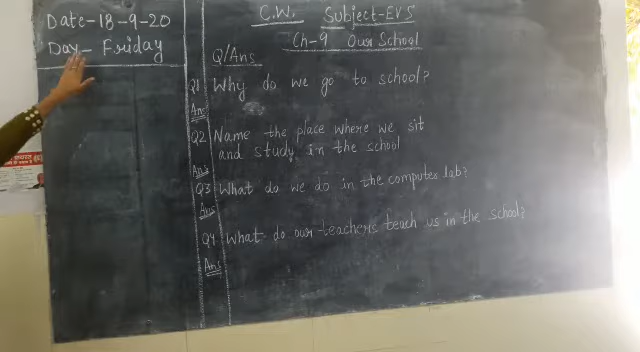 Date-18-9-20
Day- Friday
C.W. Subject-EVS
Ch-9 Our School
Q/Ans
Q1 Why do we go to school?
Ans
Q2 Name the place where we sit
and study in the school
Ans
Q3 What do we do in the computer lab?
Ans
Q4 What do our teachers teach us in the school?
Ans